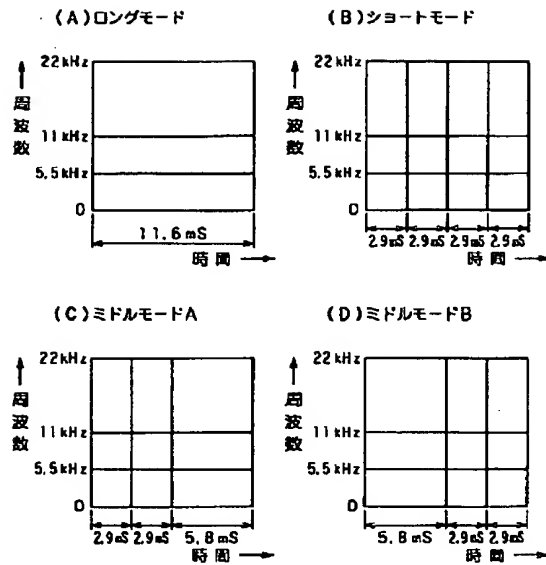 (A)ロングモード
22kHz
周波数
11kHz
5.5kHz
0
11.6mS
時間
(B)ショートモード
22kHz
周波数
11kHz
5.5kHz
0
2.9mS 2.9mS 2.9mS 2.9mS
時間
(C)ミドルモードA
22kHz
周波数
11kHz
5.5kHz
0
2.9mS 2.9mS 5.8mS
時間
(D)ミドルモードB
22kHz
周波数
11kHz
5.5kHz
0
5.8mS 2.9mS 2.9mS
時間